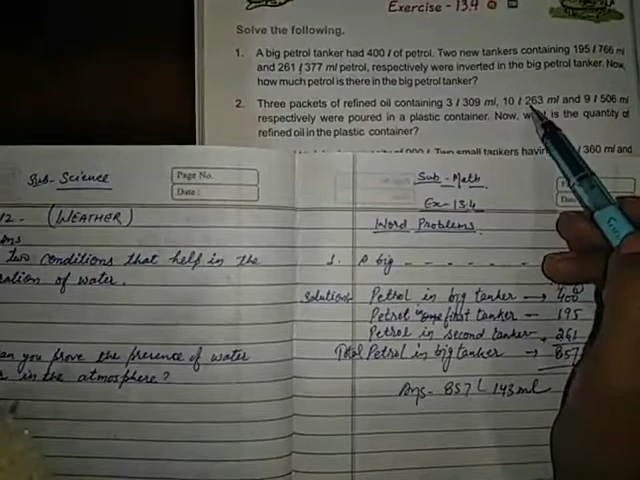 Exercise - 13.4
Solve the following.
1. A big petrol tanker had 400 l of petrol. Two new tankers containing 195 l 766 ml
and 261 l 377 ml petrol, respectively were inverted in the big petrol tanker. Now,
how much petrol is there in the big petrol tanker?
2. Three packets of refined oil containing 3 l 309 ml, 10 l 263 ml and 9 l 506 ml
respectively were poured in a plastic container. Now, is the quantity of
refined oil in the plastic container?
Two small tankers l 360 ml and
Sub- Science
Page No.
Date :
12- (WEATHER)
two conditions that help in the
of water.
can you prove the presence of water
in the atmosphere?
Sub - Math
Ex - 13.4
Word Problems
1. A big - - - - - -
Solution: Petrol in big tanker → 400
Petrol first tanker - 195
Petrol in second tanker 261
Total Petrol in big tanker → 857
Ans- 857 L 143 ml